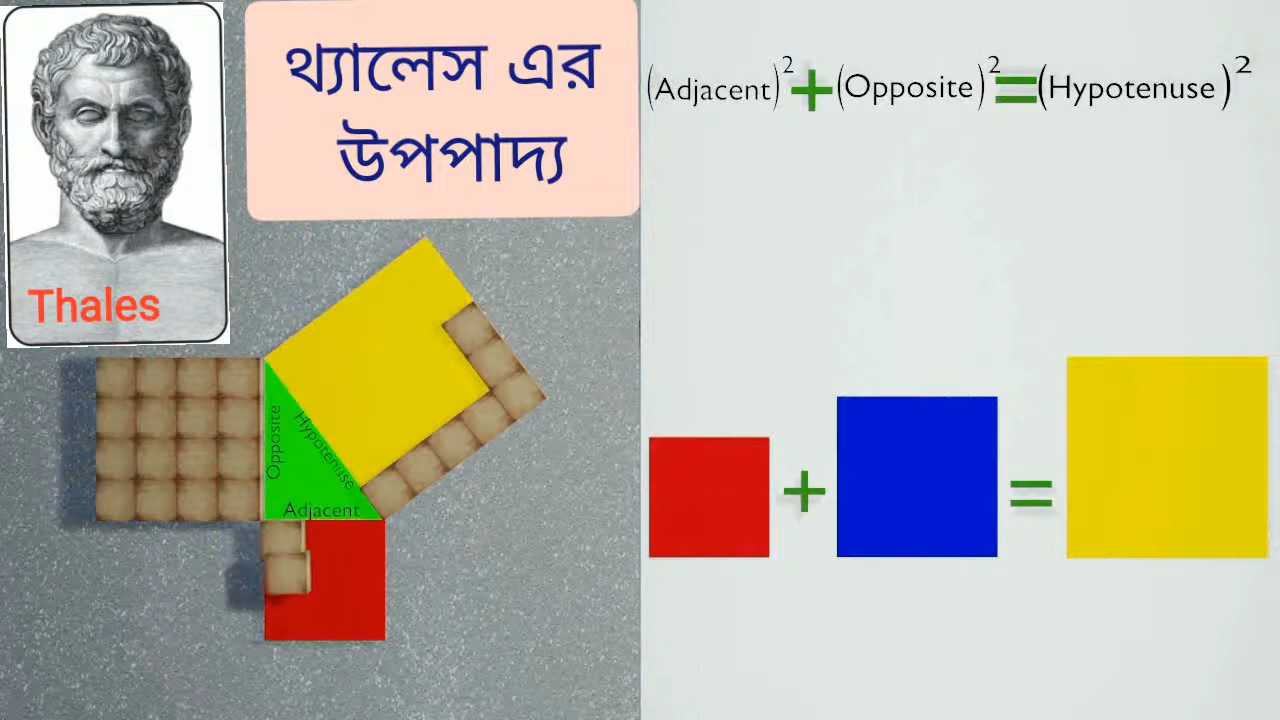 থ্যালেস এর
উপপাদ্য
Thales
(Adjacent)² + (Opposite)² = (Hypotenuse)²
Opposite
Hypotenuse
Adjacent
+
=